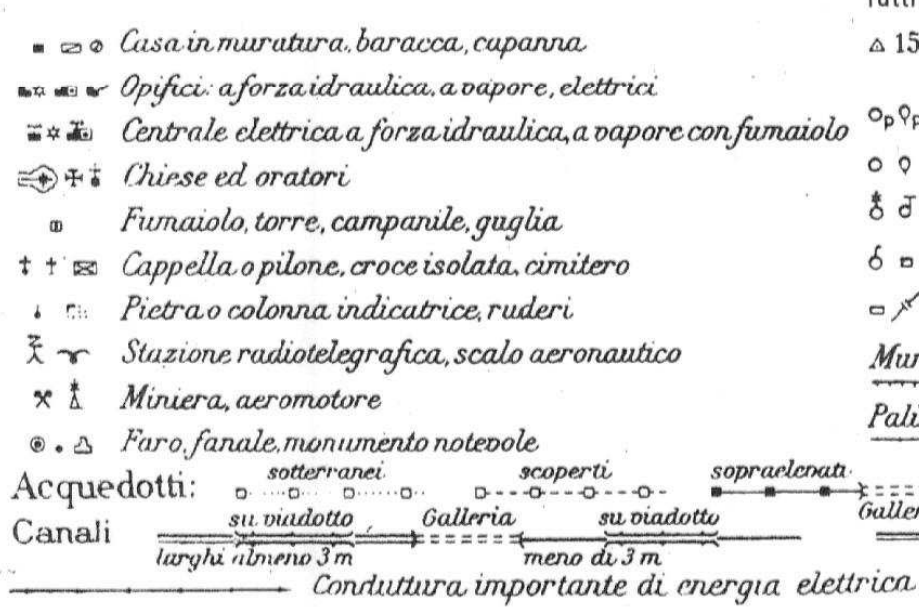 Casa in muratura, baracca, capanna
Opifici: a forza idraulica, a vapore, elettrici
Centrale elettrica a forza idraulica, a vapore con fumaiolo
Chiese ed oratori
Fumaiolo, torre, campanile, guglia
Cappella o pilone, croce isolata, cimitero
Pietra o colonna indicatrice, ruderi
Stazione radiotelegrafica, scalo aeronautico
Miniera, aeromotore
Faro, fanale, monumento notevole
Acquedotti: sotterranei scoperti sopraelevati
Canali su viadotto Galleria su viadotto
larghi almeno 3 m meno di 3 m
Conduttura importante di energia elettrica
15
Mur
Pali
Galler